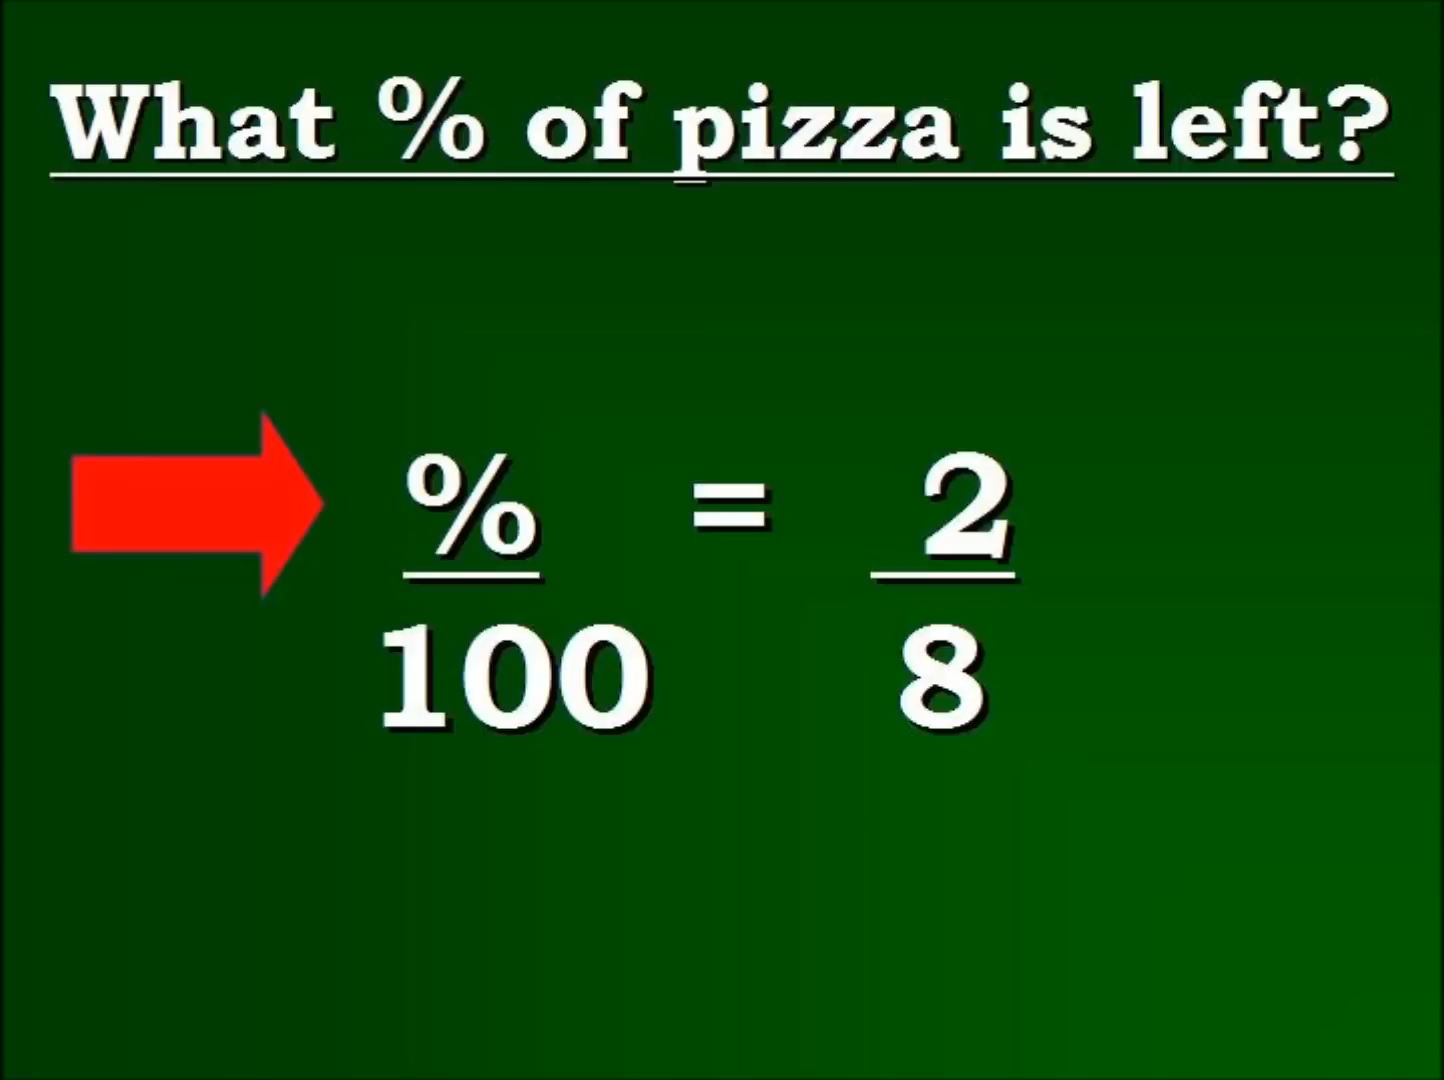 What % of pizza is left?
% = 2
100 8